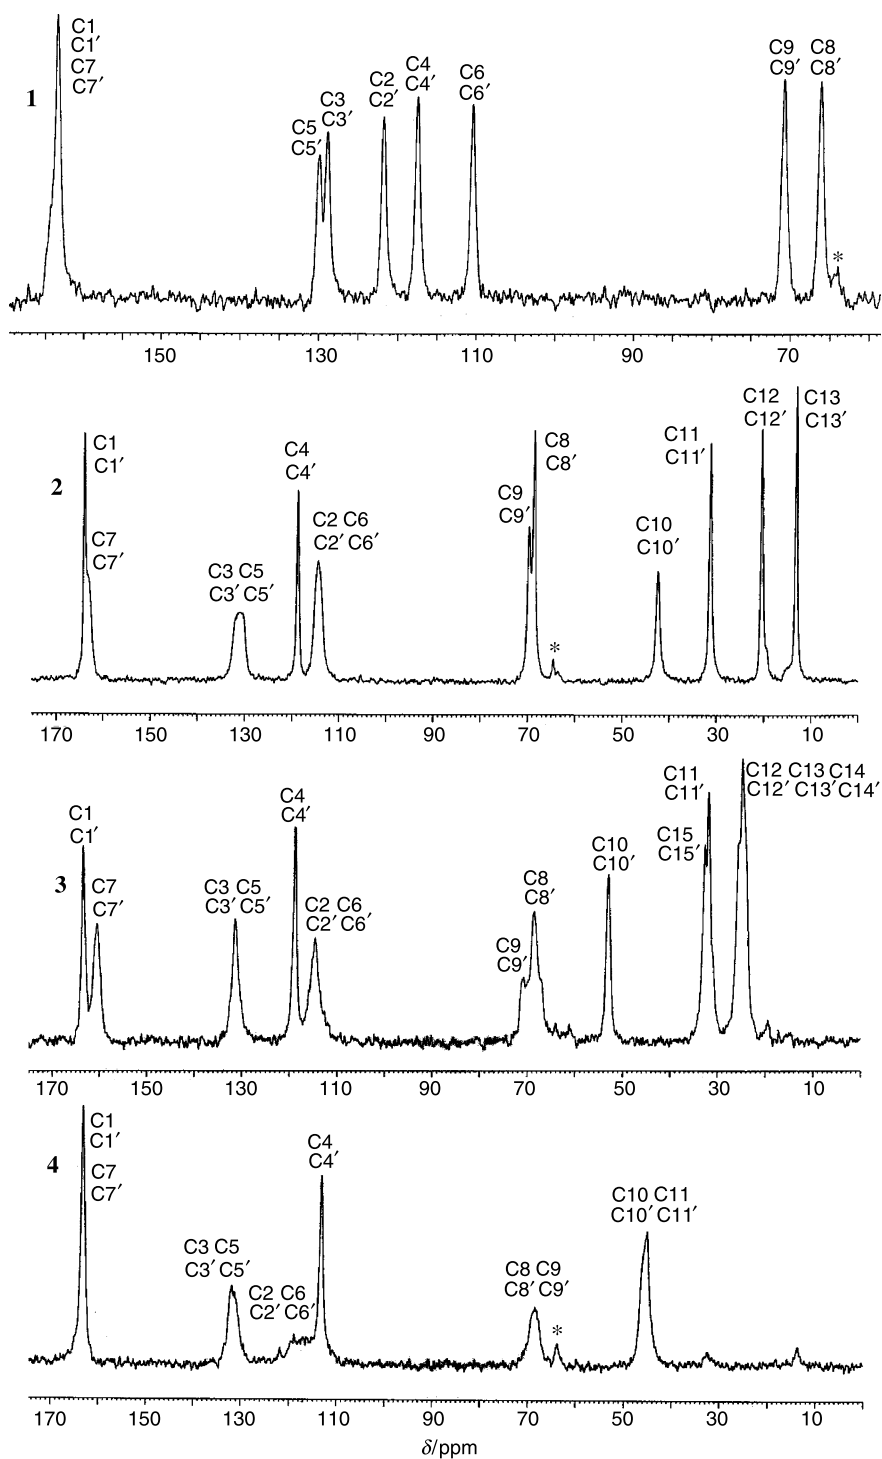 C1
C1′
C7
C7′
1
C5
C5′
C3
C3′
C2
C2′
C4
C4′
C6
C6′
C9
C9′
C8
C8′
*
150 130 110 90 70
2
C1
C1′
C7
C7′
C3 C5
C3′ C5′
C4
C4′
C2 C6
C2′ C6′
C9
C9′
C8
C8′
*
C10
C10′
C11
C11′
C12
C12′
C13
C13′
170 150 130 110 90 70 50 30 10
3
C1
C1′
C7
C7′
C3 C5
C3′ C5′
C4
C4′
C2 C6
C2′ C6′
C9
C9′
C8
C8′
C10
C10′
C15
C15′
C11
C11′
C12 C13 C14
C12′ C13′ C14′
170 150 130 110 90 70 50 30 10
4
C1
C1′
C7
C7′
C3 C5
C3′ C5′
C2 C6
C2′ C6′
C4
C4′
C8 C9
C8′ C9′
*
C10 C11
C10′ C11′
170 150 130 110 90 70 50 30 10
δ/ppm